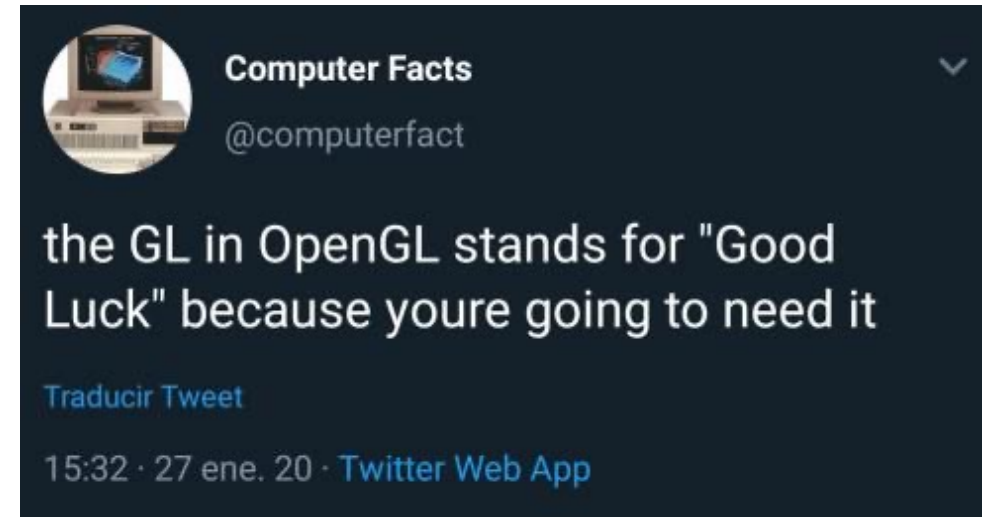 Computer Facts
@computerfact
the GL in OpenGL stands for "Good
Luck" because youre going to need it
Traducir Tweet
15:32 · 27 ene. 20 · Twitter Web App